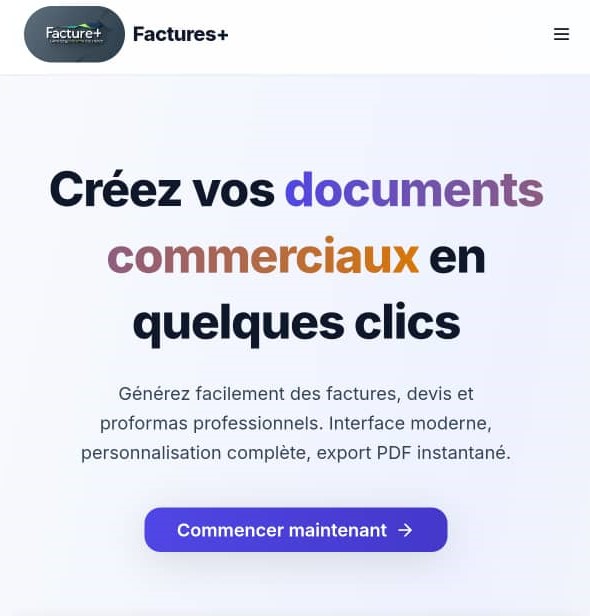 Facture+
Factures+
Créez vos documents
commerciaux en
quelques clics
Générez facilement des factures, devis et
proformas professionnels. Interface moderne,
personnalisation complète, export PDF instantané.
Commencer maintenant →